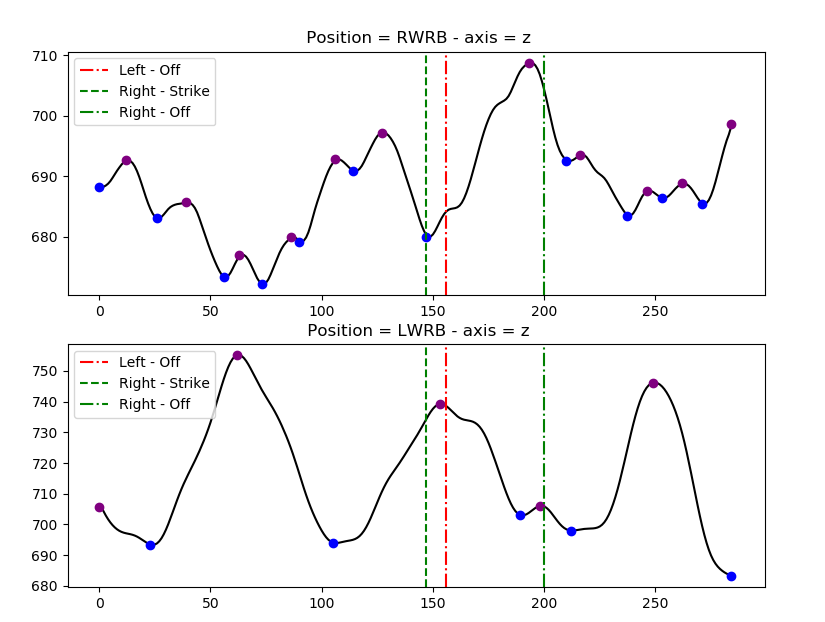 Position = RWRB - axis = z
710
700
690
680
Left - Off
Right - Strike
Right - Off
0 50 100 150 200 250
Position = LWRB - axis = z
750
740
730
720
710
700
690
680
Left - Off
Right - Strike
Right - Off
0 50 100 150 200 250